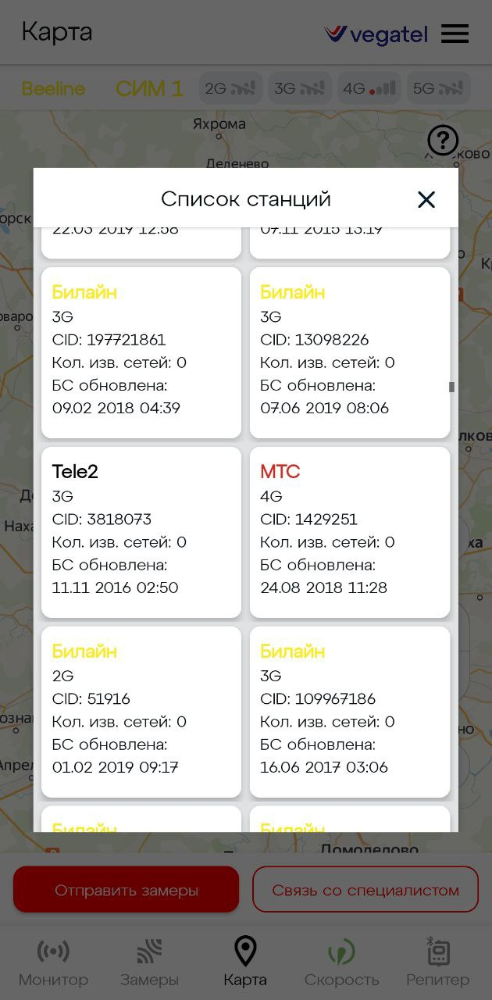 Карта
vegatel
Beeline
СИМ 1
2G
3G
4G
5G
Яхрома
Деленево
Список станций
22.03 2019 12:58
07.11 2015 13:19
Билайн
3G
CID: 197721861
Кол. изв. сетей: 0
БС обновлена:
09.02 2018 04:39
Билайн
3G
CID: 13098226
Кол. изв. сетей: 0
БС обновлена:
07.06 2019 08:06
Tele2
3G
CID: 3818073
Кол. изв. сетей: 0
БС обновлена:
11.11 2016 02:50
МТС
4G
CID: 1429251
Кол. изв. сетей: 0
БС обновлена:
24.08 2018 11:28
Билайн
2G
CID: 51916
Кол. изв. сетей: 0
БС обновлена:
01.02 2019 09:17
Билайн
3G
CID: 109967186
Кол. изв. сетей: 0
БС обновлена:
16.06 2017 03:06
Билайн
Билайн
Домодедово
Отправить замеры
Связь со специалистом
Монитор
Замеры
Карта
Скорость
Репитер